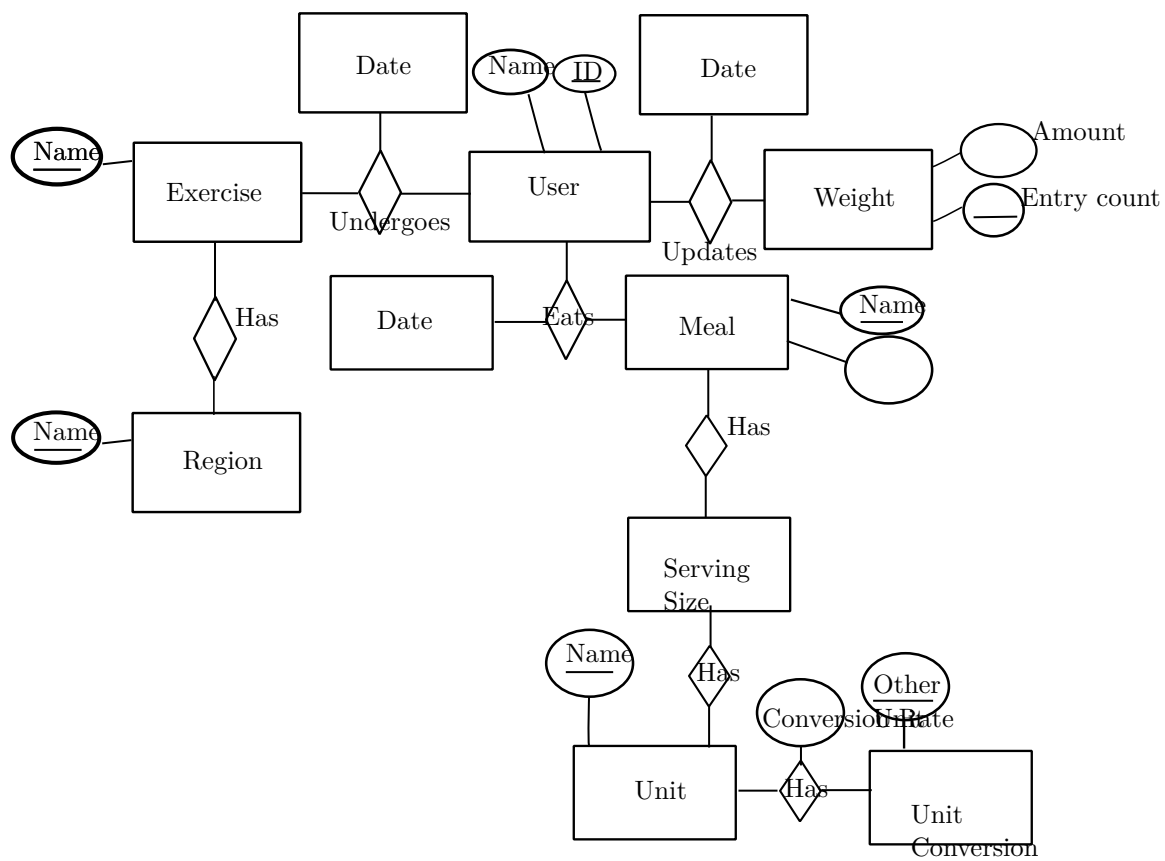 Date
Name
ID
Date
Name
Exercise
User
Weight
Amount
Entry count
Undergoes
Updates
Has
Date
Eats
Meal
Name
Name
Region
Has
Serving
Size
Name
Has
Conversion Rate
Other
Unit
Unit
Has
Unit
Conversion